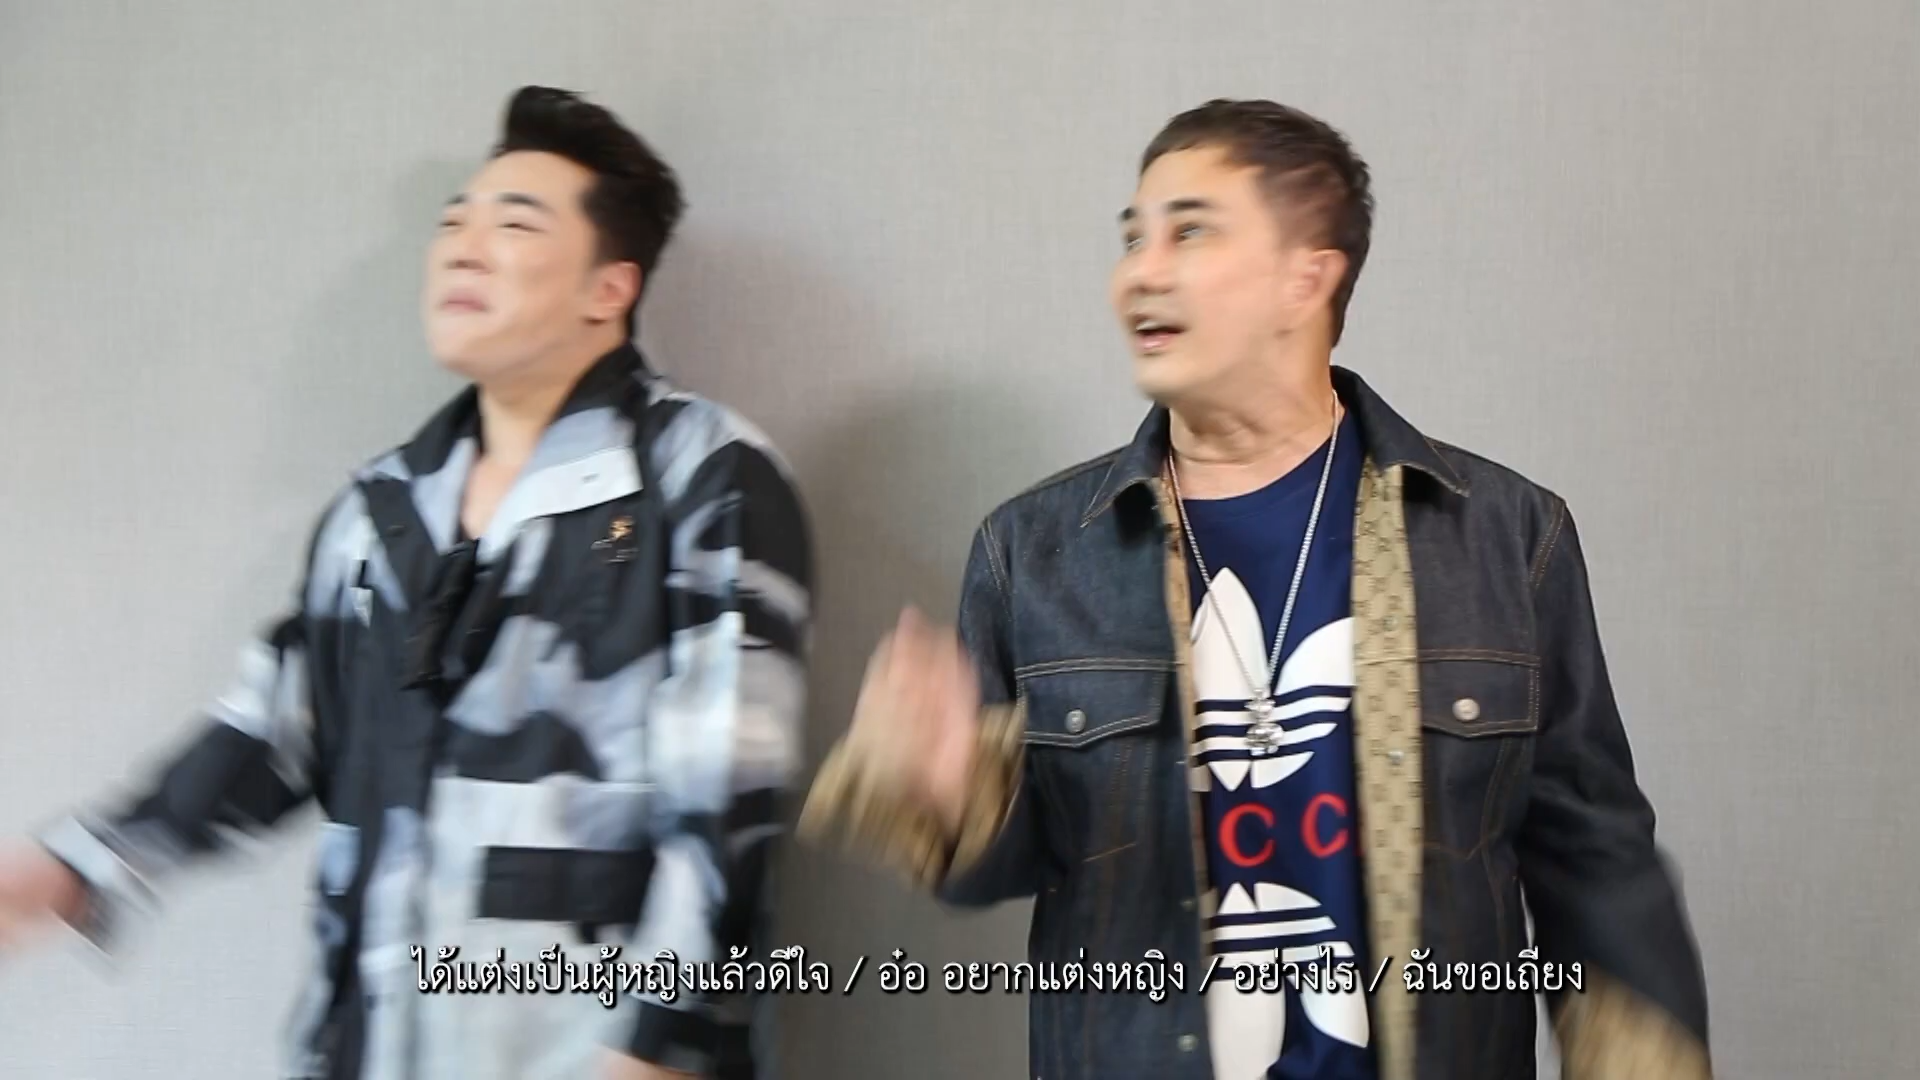 CC
ได้แต่งเป็นผู้หญิงแล้วดีใจ / อ๋อ อยากแต่งหญิง / อย่างไร / ฉันขอเถียง